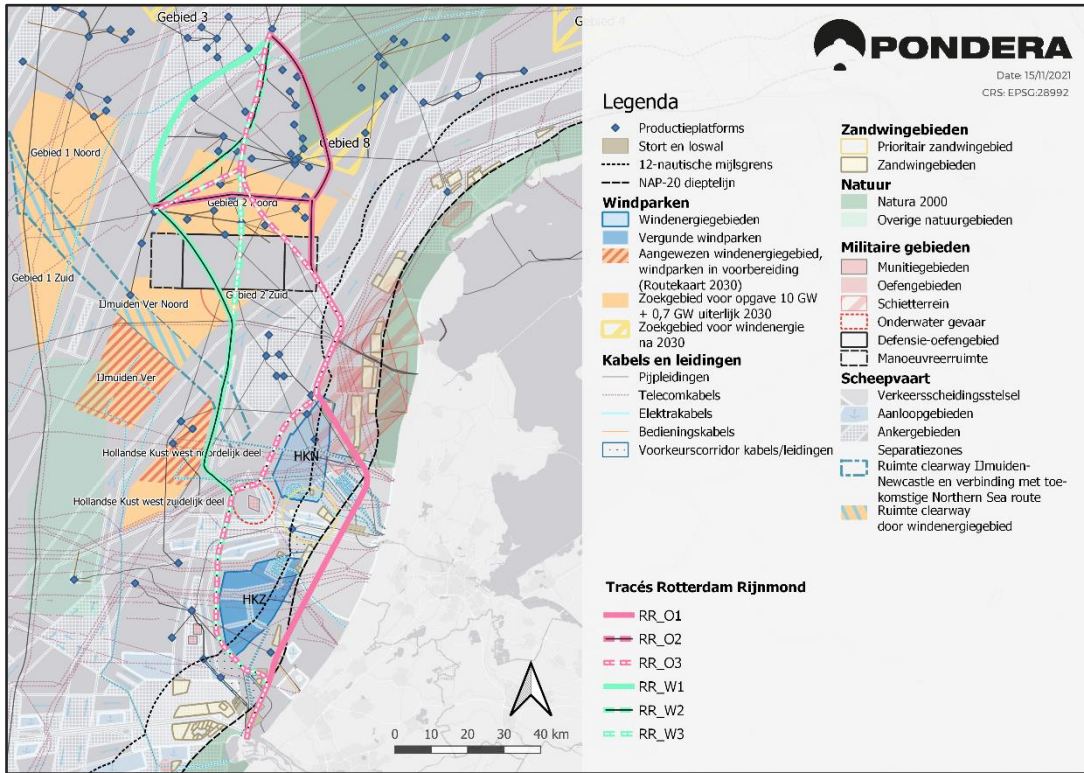 Gebied 3
Gebied 8
Gebied 1 Noord
Gebied 2 Noord
Gebied 1 Zuid
Gebied 2 Zuid
IJmuiden Ver Noord
IJmuiden Ver
Hollandse Kust west noordelijk deel
HKN
Hollandse Kust west zuidelijk deel
HKZ
0 10 20 30 40 km
PONDERA
Date: 15/11/2021
CRS: EPSG:28992
Legenda
Productieplatforms
Stort en loswal
12-nautische mijlsgrens
NAP-20 dieptelijn
Windparken
Windenergiegebieden
Vergunde windparken
Aangewezen windenergiegebied,
windparken in voorbereiding
(Routekaart 2030)
Zoekgebied voor opgave 10 GW
+ 0,7 GW uiterlijk 2030
Zoekgebied voor windenergie
na 2030
Kabels en leidingen
Pijpleidingen
Telecomkabels
Elektrakabels
Bedieningskabels
Voorkeurscorridor kabels/leidingen
Zandwingebieden
Prioritair zandwingebied
Zandwingebieden
Natuur
Natura 2000
Overige natuurgebieden
Militaire gebieden
Munitiegebieden
Oefengebieden
Schietterrein
Onderwater gevaar
Defensie-oefengebied
Manoeuvreerruimte
Scheepvaart
Verkeersscheidingsstelsel
Aanloopgebieden
Ankergebieden
Separatiezones
Ruimte clearway IJmuiden-
Newcastle en verbinding met toe-
komstige Northern Sea route
Ruimte clearway
door windenergiegebied
Tracés Rotterdam Rijnmond
RR_O1
RR_O2
RR_O3
RR_W1
RR_W2
RR_W3